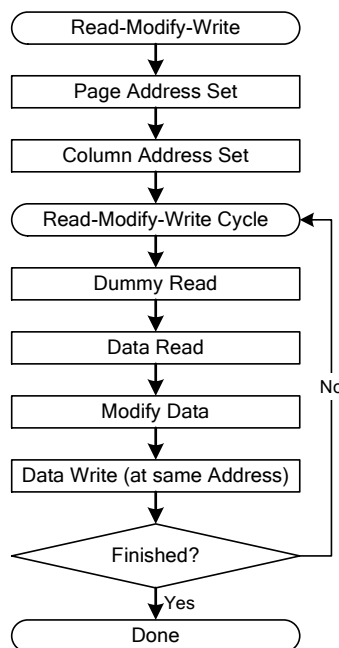 Read-Modify-Write
Page Address Set
Column Address Set
Read-Modify-Write Cycle
Dummy Read
Data Read
No
Modify Data
Data Write (at same Address)
Finished?
Yes
Done